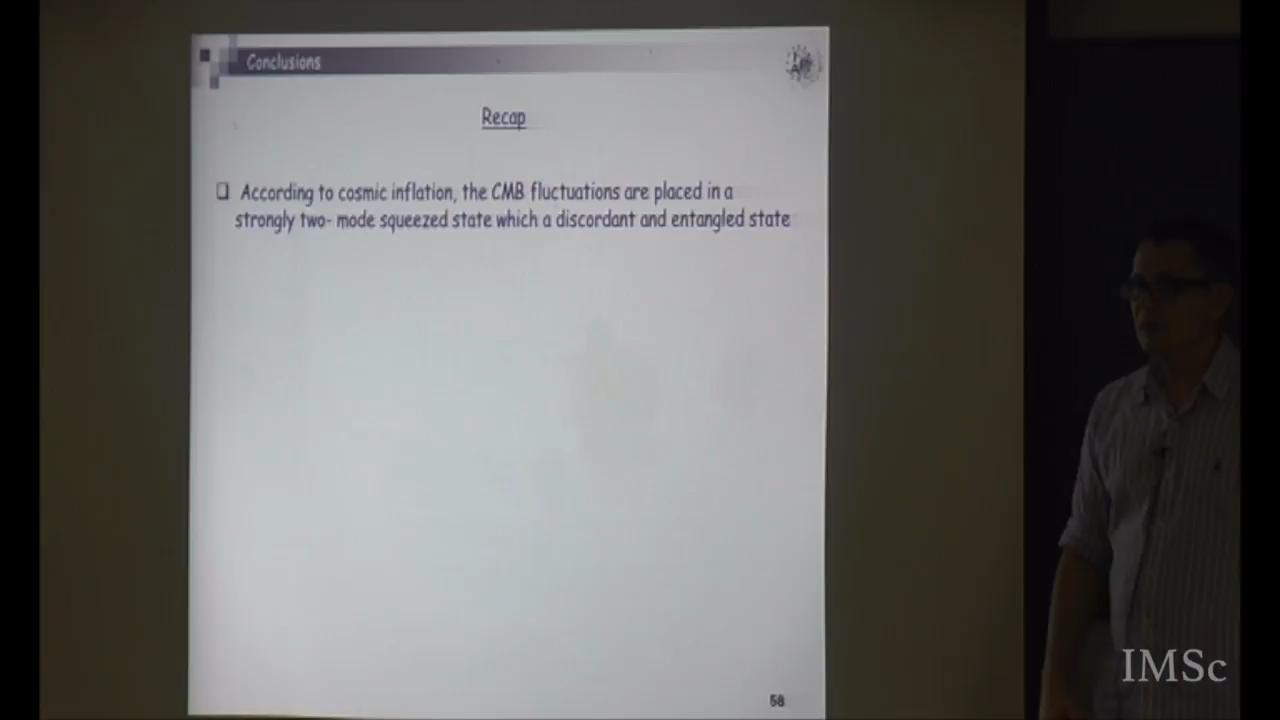 Conclusions
Recap
According to cosmic inflation, the CMB fluctuations are placed in a
strongly two- mode squeezed state which a discordant and entangled state
58
IMSc